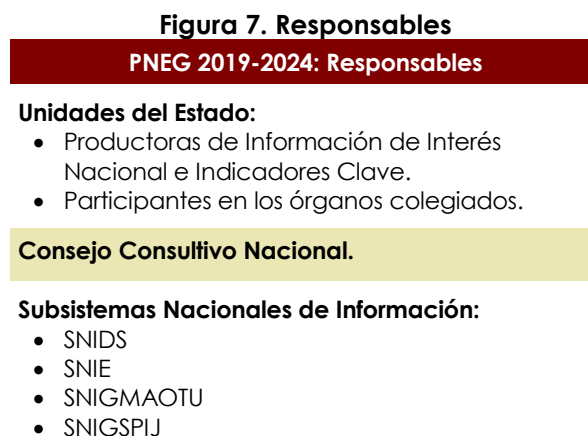 Figura 7. Responsables
PNEG 2019-2024: Responsables
Unidades del Estado:
• Productoras de Información de Interés
Nacional e Indicadores Clave.
• Participantes en los órganos colegiados.
Consejo Consultivo Nacional.
Subsistemas Nacionales de Información:
• SNIDS
• SNIE
• SNIGMAOTU
• SNIGSPIJ